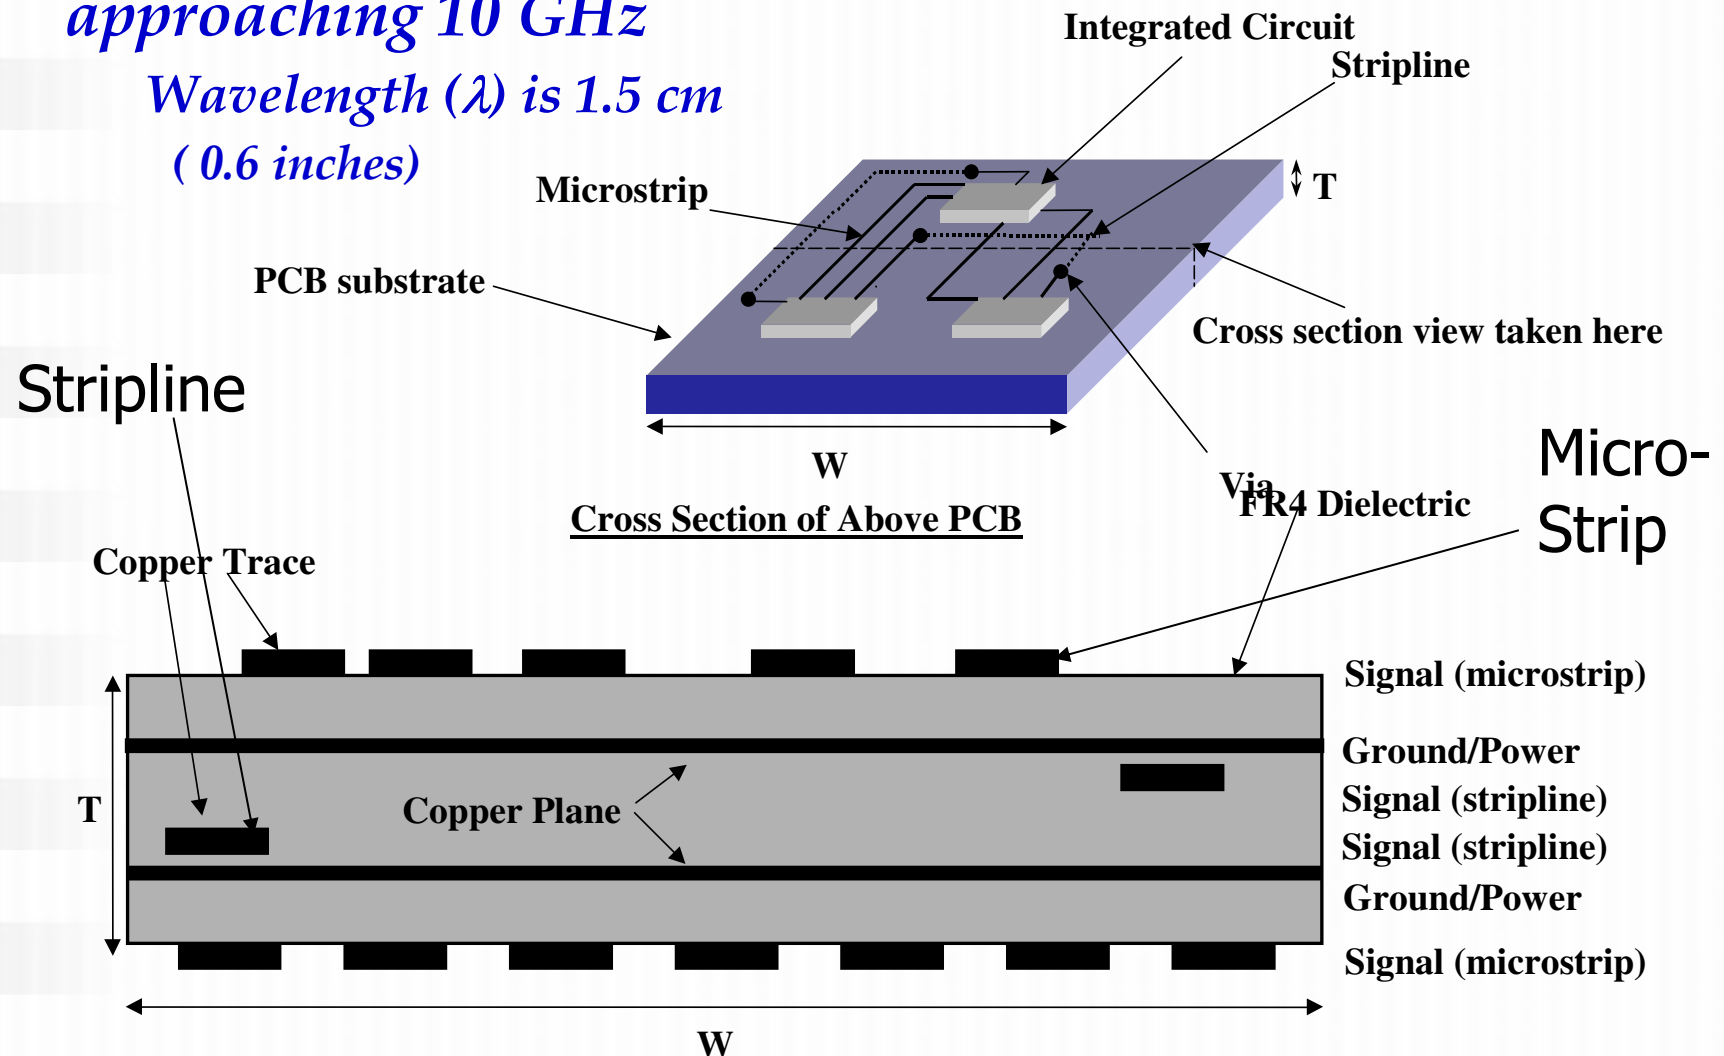 approaching 10 GHz
Wavelength (λ) is 1.5 cm
( 0.6 inches)
Integrated Circuit
Stripline
Microstrip
T
PCB substrate
Cross section view taken here
Stripline
W
Micro-
Strip
Via
FR4 Dielectric
Cross Section of Above PCB
Copper Trace
Signal (microstrip)
Ground/Power
Signal (stripline)
T
Copper Plane
Signal (stripline)
Ground/Power
Signal (microstrip)
W